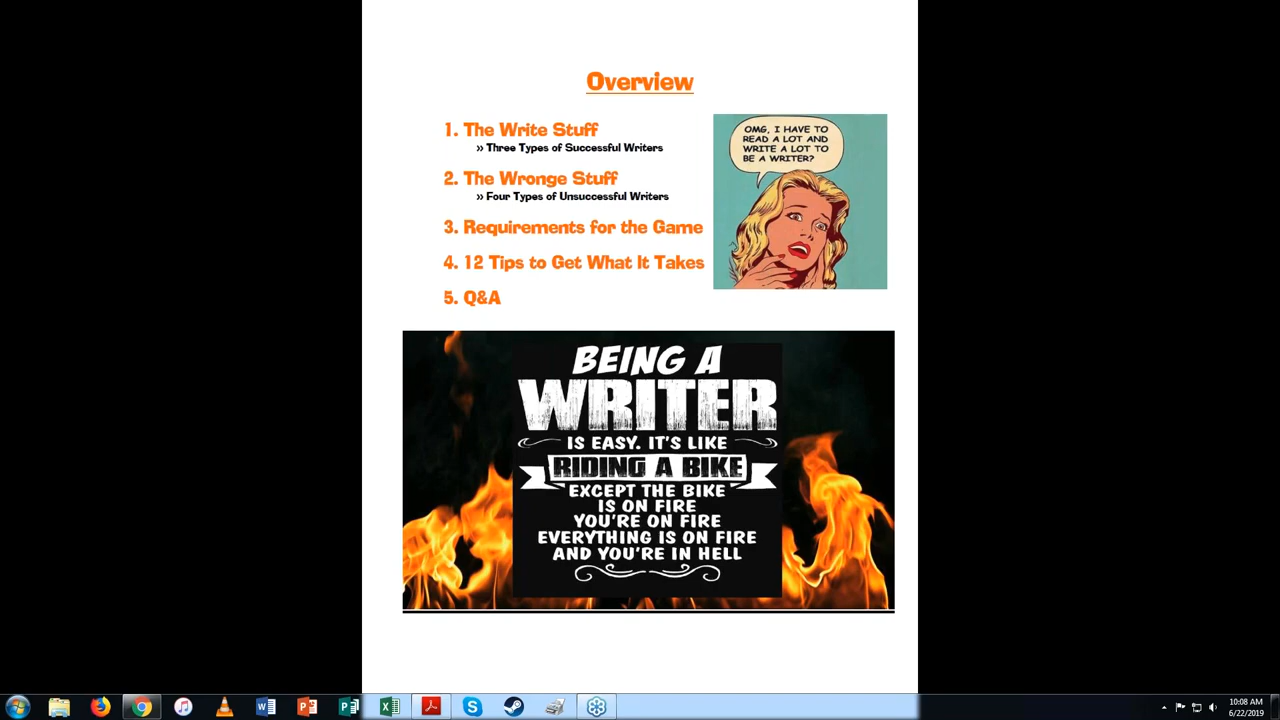 Overview
1. The Write Stuff
» Three Types of Successful Writers
2. The Wronge Stuff
» Four Types of Unsuccessful Writers
3. Requirements for the Game
4. 12 Tips to Get What It Takes
5. Q&A
OMG, I HAVE TO
READ A LOT AND
WRITE A LOT TO
BE A WRITER?
BEING A
WRITER
IS EASY. IT'S LIKE
RIDING A BIKE
EXCEPT THE BIKE
IS ON FIRE
YOU'RE ON FIRE
EVERYTHING IS ON FIRE
AND YOU'RE IN HELL
10:08 AM
6/22/2019